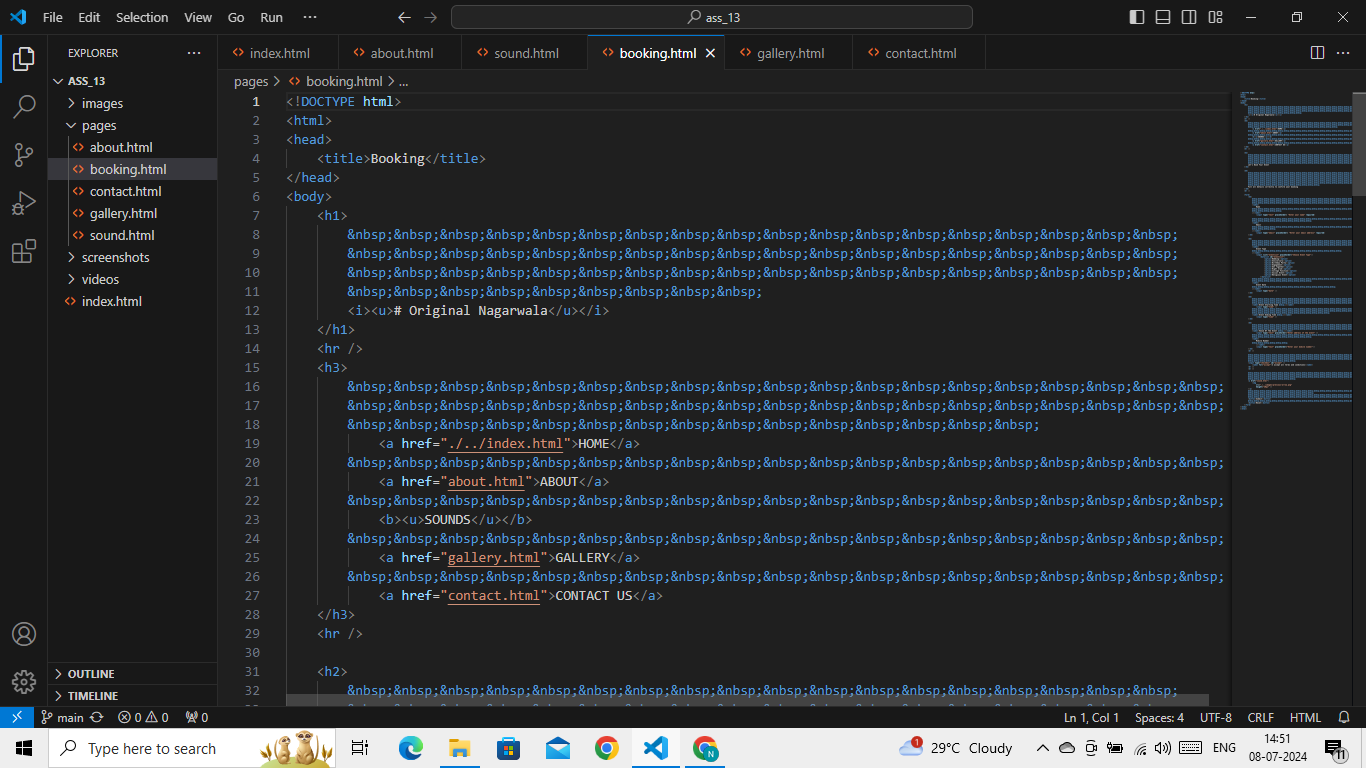 File Edit Selection View Go Run ··· ass_13
EXPLORER ···
index.html about.html sound.html booking.html gallery.html contact.html
ASS_13
images
pages
about.html
booking.html
contact.html
gallery.html
sound.html
screenshots
videos
index.html
OUTLINE
TIMELINE
pages > booking.html > ...
1 <!DOCTYPE html>
2 <html>
3 <head>
4 <title>Booking</title>
5 </head>
6 <body>
7 <h1>
8 &nbsp;&nbsp;&nbsp;&nbsp;&nbsp;&nbsp;&nbsp;&nbsp;&nbsp;&nbsp;&nbsp;&nbsp;&nbsp;&nbsp;&nbsp;&nbsp;&nbsp;&nbsp;
9 &nbsp;&nbsp;&nbsp;&nbsp;&nbsp;&nbsp;&nbsp;&nbsp;&nbsp;&nbsp;&nbsp;&nbsp;&nbsp;&nbsp;&nbsp;&nbsp;&nbsp;&nbsp;
10 &nbsp;&nbsp;&nbsp;&nbsp;&nbsp;&nbsp;&nbsp;&nbsp;&nbsp;&nbsp;&nbsp;&nbsp;&nbsp;&nbsp;&nbsp;&nbsp;&nbsp;&nbsp;
11 &nbsp;&nbsp;&nbsp;&nbsp;&nbsp;&nbsp;&nbsp;&nbsp;&nbsp;
12 <i><u># Original Nagarwala</u></i>
13 </h1>
14 <hr />
15 <h3>
16 &nbsp;&nbsp;&nbsp;&nbsp;&nbsp;&nbsp;&nbsp;&nbsp;&nbsp;&nbsp;&nbsp;&nbsp;&nbsp;&nbsp;&nbsp;&nbsp;&nbsp;&nbsp;&nbsp;
17 &nbsp;&nbsp;&nbsp;&nbsp;&nbsp;&nbsp;&nbsp;&nbsp;&nbsp;&nbsp;&nbsp;&nbsp;&nbsp;&nbsp;&nbsp;&nbsp;&nbsp;&nbsp;&nbsp;
18 &nbsp;&nbsp;&nbsp;&nbsp;&nbsp;&nbsp;&nbsp;&nbsp;&nbsp;&nbsp;&nbsp;&nbsp;&nbsp;&nbsp;&nbsp;
19 <a href="./../index.html">HOME</a>
20 &nbsp;&nbsp;&nbsp;&nbsp;&nbsp;&nbsp;&nbsp;&nbsp;&nbsp;&nbsp;&nbsp;&nbsp;&nbsp;&nbsp;&nbsp;&nbsp;&nbsp;&nbsp;&nbsp;
21 <a href="about.html">ABOUT</a>
22 &nbsp;&nbsp;&nbsp;&nbsp;&nbsp;&nbsp;&nbsp;&nbsp;&nbsp;&nbsp;&nbsp;&nbsp;&nbsp;&nbsp;&nbsp;&nbsp;&nbsp;&nbsp;&nbsp;
23 <b><u>SOUNDS</u></b>
24 &nbsp;&nbsp;&nbsp;&nbsp;&nbsp;&nbsp;&nbsp;&nbsp;&nbsp;&nbsp;&nbsp;&nbsp;&nbsp;&nbsp;&nbsp;&nbsp;&nbsp;&nbsp;&nbsp;
25 <a href="gallery.html">GALLERY</a>
26 &nbsp;&nbsp;&nbsp;&nbsp;&nbsp;&nbsp;&nbsp;&nbsp;&nbsp;&nbsp;&nbsp;&nbsp;&nbsp;&nbsp;&nbsp;&nbsp;&nbsp;&nbsp;&nbsp;
27 <a href="contact.html">CONTACT US</a>
28 </h3>
29 <hr />
30
31 <h2>
32 &nbsp;&nbsp;&nbsp;&nbsp;&nbsp;&nbsp;&nbsp;&nbsp;&nbsp;&nbsp;&nbsp;&nbsp;&nbsp;&nbsp;&nbsp;&nbsp;&nbsp;&nbsp;
main 0 0 0 Ln 1, Col 1 Spaces: 4 UTF-8 CRLF HTML
Type here to search 1 29°C Cloudy ENG 14:51
08-07-2024 11